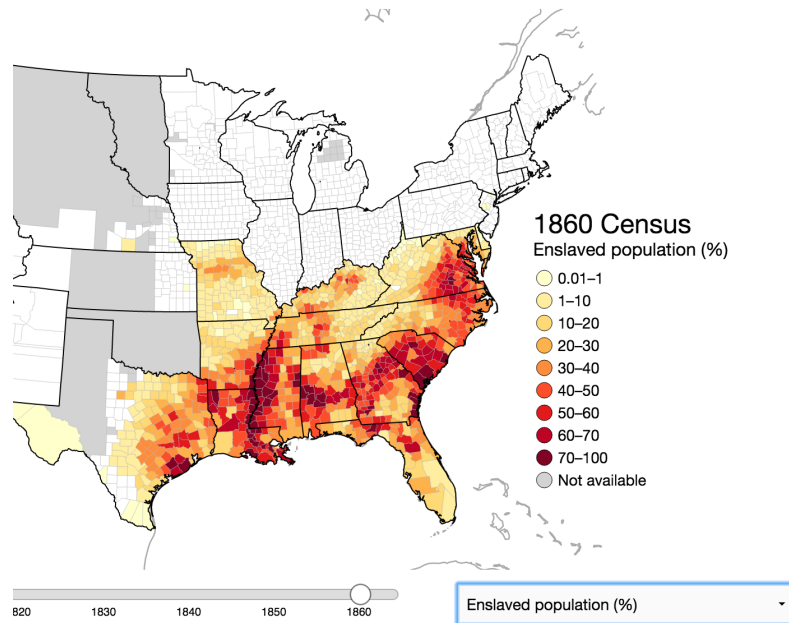 1860 Census
Enslaved population (%)
0.01–1
1–10
10–20
20–30
30–40
40–50
50–60
60–70
70–100
Not available
820 1830 1840 1850 1860
Enslaved population (%)